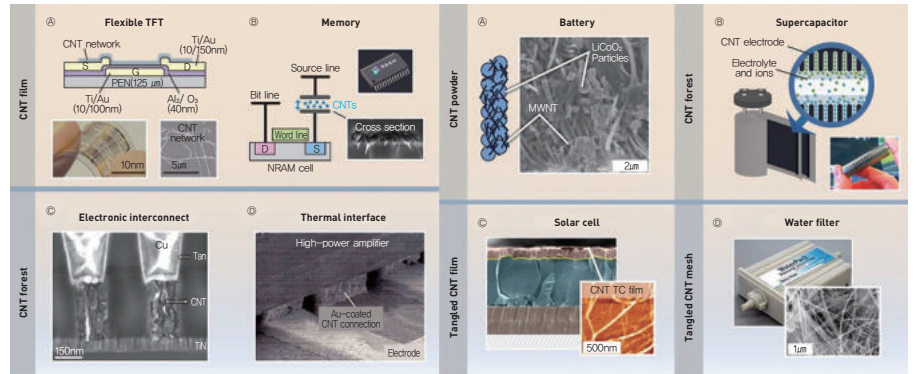 CNT film
Ⓐ
Flexible TFT
CNT network
Ti/Au
(10/150nm)
S
G
D
PEN(125 ㎛)
Ti/Au
(10/100nm)
Al₂/ O₃
(40nm)
10nm
CNT
network
5㎛
Ⓑ
Memory
Source line
Bit line
CNTs
Word line
Cross section
D
S
NRAM cell
CNT forest
Ⓒ
Electronic interconnect
Cu
Tan
CNT
TiN
150nm
Ⓓ
Thermal interface
High-power amplifier
Au-coated
CNT connection
Electrode
CNT powder
Ⓐ
Battery
LiCoO₂
Particles
MWNT
2㎛
CNT forest
Ⓑ
Supercapacitor
CNT electrode
Electrolyte
and ions
Tangled CNT film
Ⓒ
Solar cell
CNT TC film
500nm
Tangled CNT mesh
Ⓓ
Water filter
1㎛